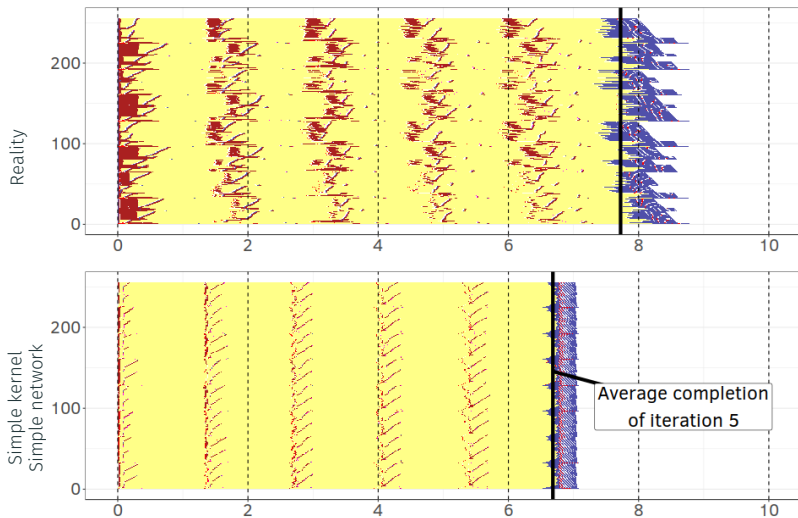 Reality
200
100
0
0 2 4 6 8 10
Simple kernel
Simple network
200
100
0
Average completion
of iteration 5
0 2 4 6 8 10